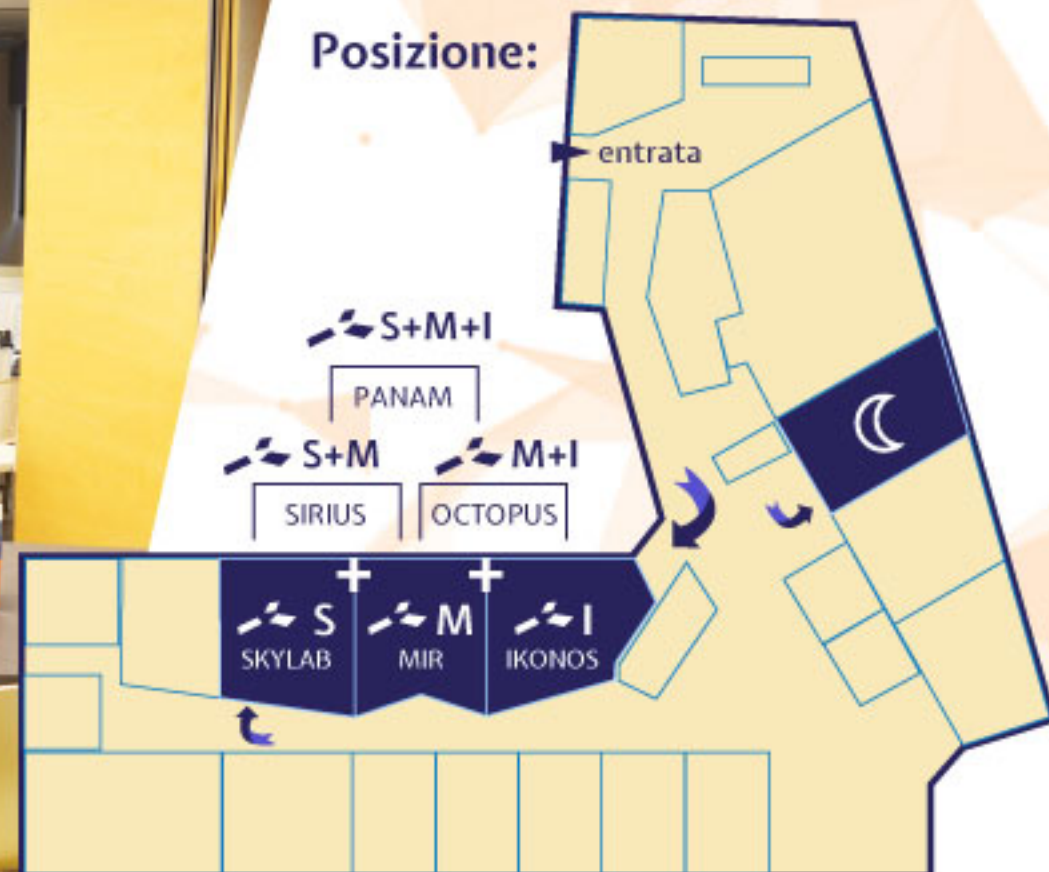 Posizione:
entrata
S+M+I
PANAM
S+M
M+I
SIRIUS
OCTOPUS
S
M
I
SKYLAB
MIR
IKONOS